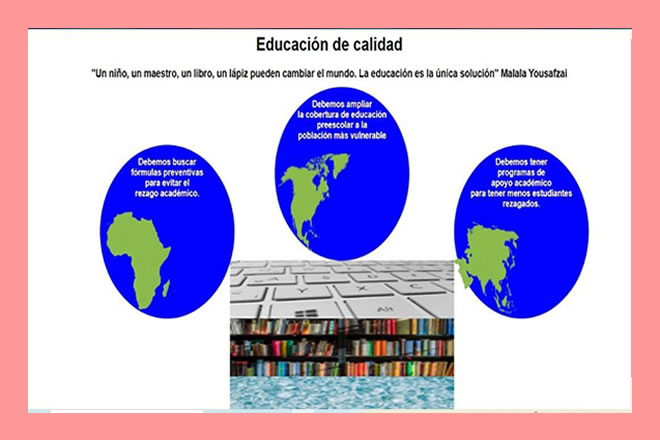 Educación de calidad
"Un niño, un maestro, un libro, un lápiz pueden cambiar el mundo. La educación es la única solución" Malala Yousafzai
Debemos ampliar
la cobertura de educación
preescolar a la
población más vulnerable
Debemos buscar
fórmulas preventivas
para evitar el
rezago académico.
Debemos tener
programas de
apoyo académico
para tener menos estudiantes
rezagados.